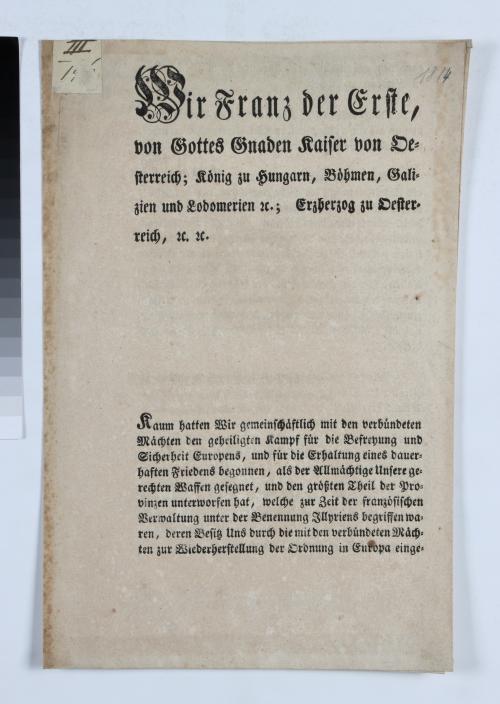 III
1814
Wir Franz der Erste,
von Gottes Gnaden Kaiser von Oe-
sterreich; König zu Hungarn, Böhmen, Gali-
zien und Lodomerien ꝛc.; Erzherzog zu Oester-
reich, ꝛc. ꝛc.
Kaum hatten Wir gemeinschäftlich mit den verbündeten
Mächten den geheiligten Kampf für die Befreyung und
Sicherheit Europens, und für die Erhaltung eines dauer-
haften Friedens begonnen, als der Allmächtige Unsere ge-
rechten Waffen gesegnet, und den größten Theil der Pro-
vinzen unterworfen hat, welche zur Zeit der französischen
Verwaltung unter der Benennung Illyriens begriffen wa-
ren, deren Besitz Uns durch die mit den verbündeten Mäch-
ten zur Wiederherstellung der Ordnung in Europa einge-